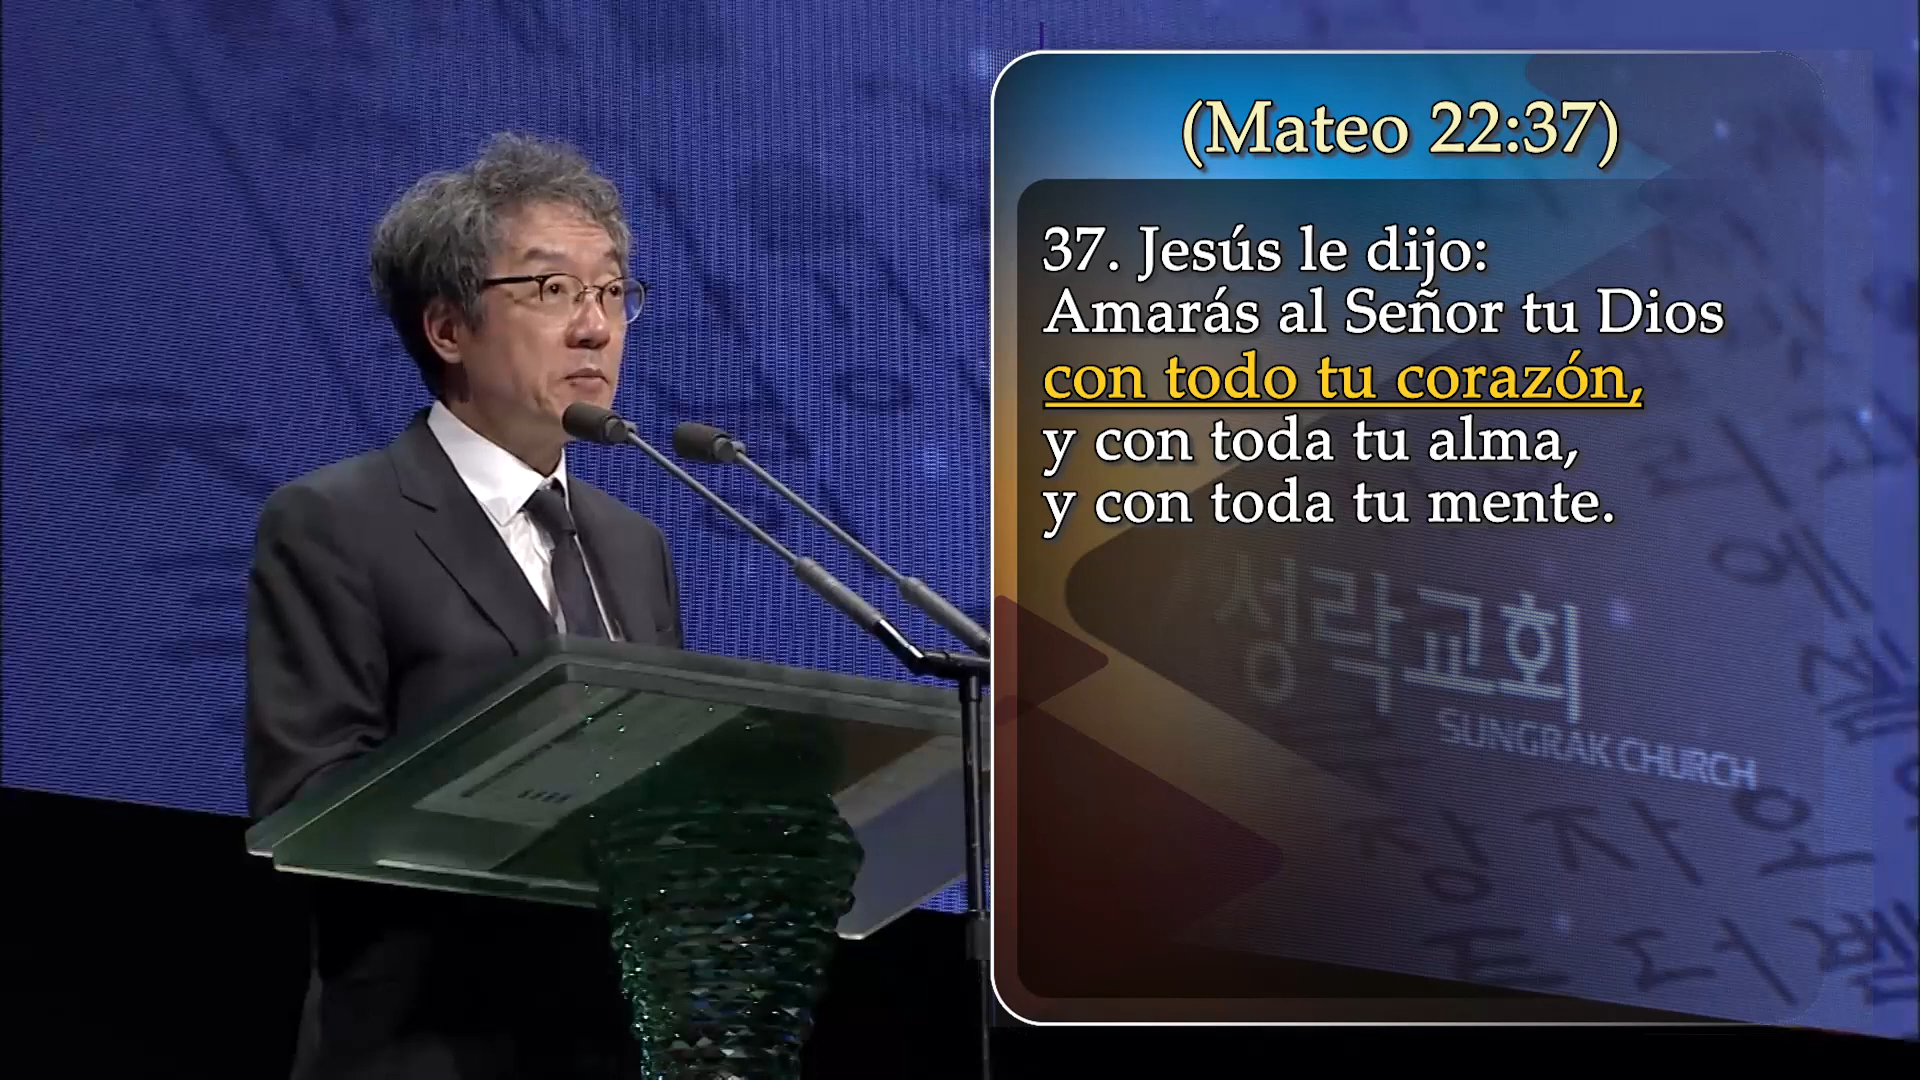 (Mateo 22:37)
37. Jesús le dijo:
Amarás al Señor tu Dios
con todo tu corazón,
y con toda tu alma,
y con toda tu mente.
성락교회
SUNGRAK CHURCH